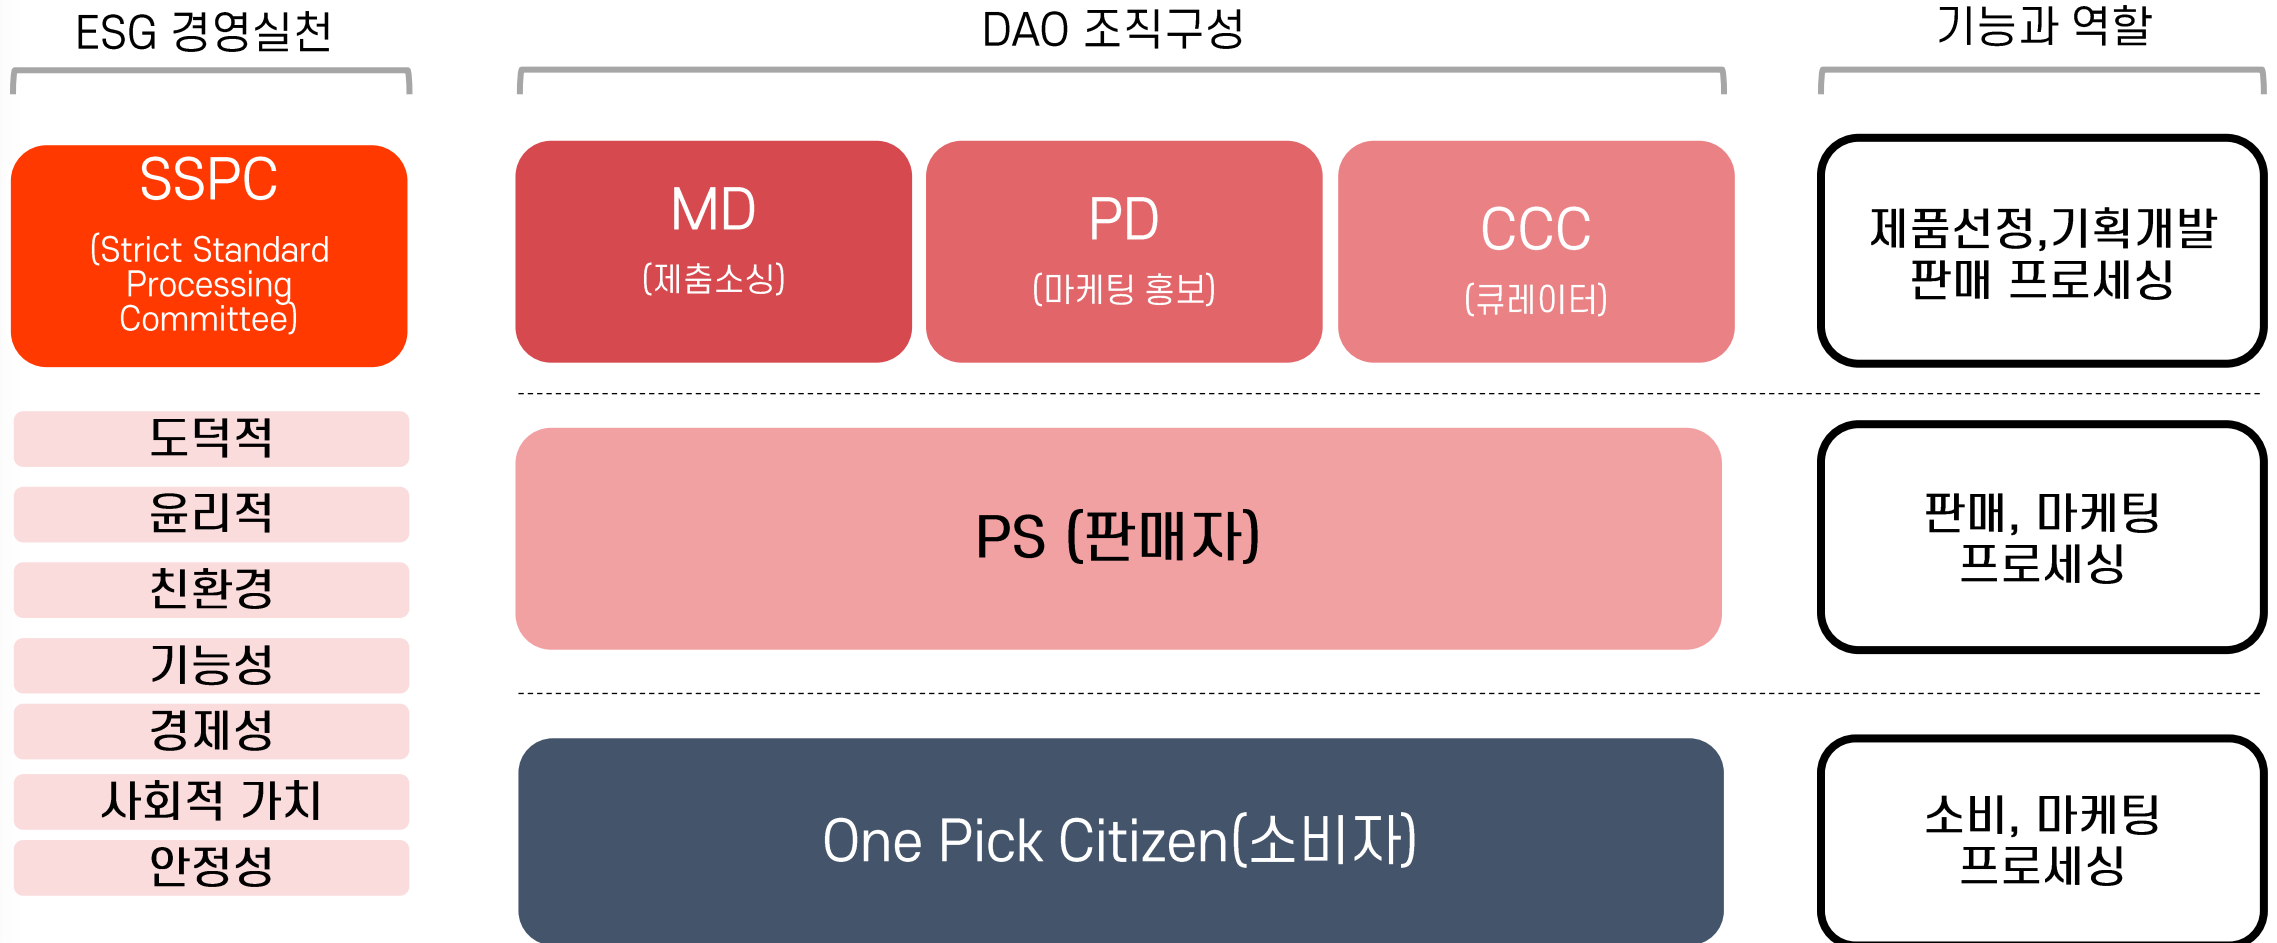 ESG 경영실천
DAO 조직구성
기능과 역할
SSPC
(Strict Standard
Processing
Committee)
MD
(제춤소싱)
PD
(마케팅 홍보)
CCC
(큐레이터)
제품선정,기획개발
판매 프로세싱
도덕적
윤리적
친환경
기능성
경제성
사회적 가치
안정성
PS (판매자)
판매, 마케팅
프로세싱
One Pick Citizen(소비자)
소비, 마케팅
프로세싱